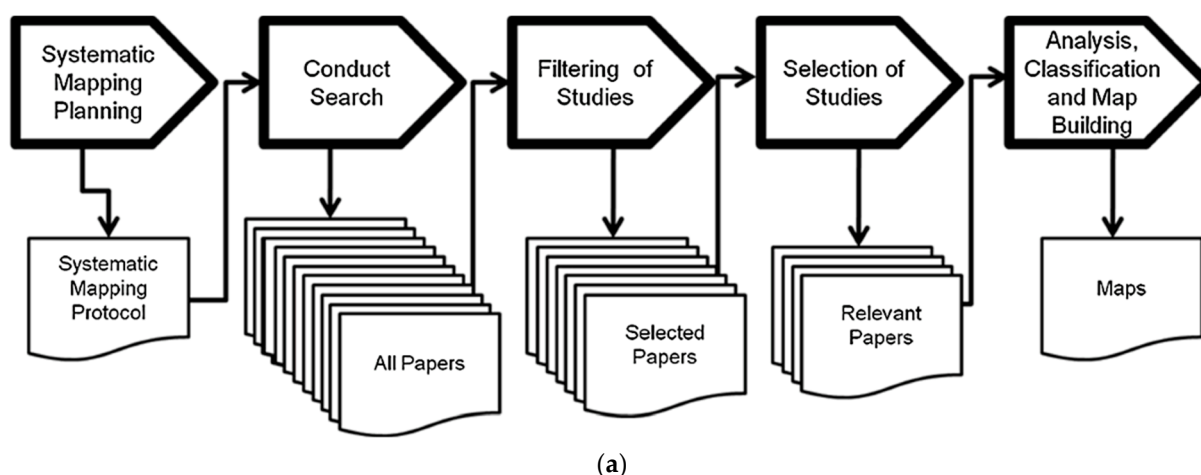 Systematic
Mapping
Planning
Conduct
Search
Filtering of
Studies
Selection of
Studies
Analysis,
Classification
and Map
Building
Systematic
Mapping
Protocol
All Papers
Selected
Papers
Relevant
Papers
Maps
(a)